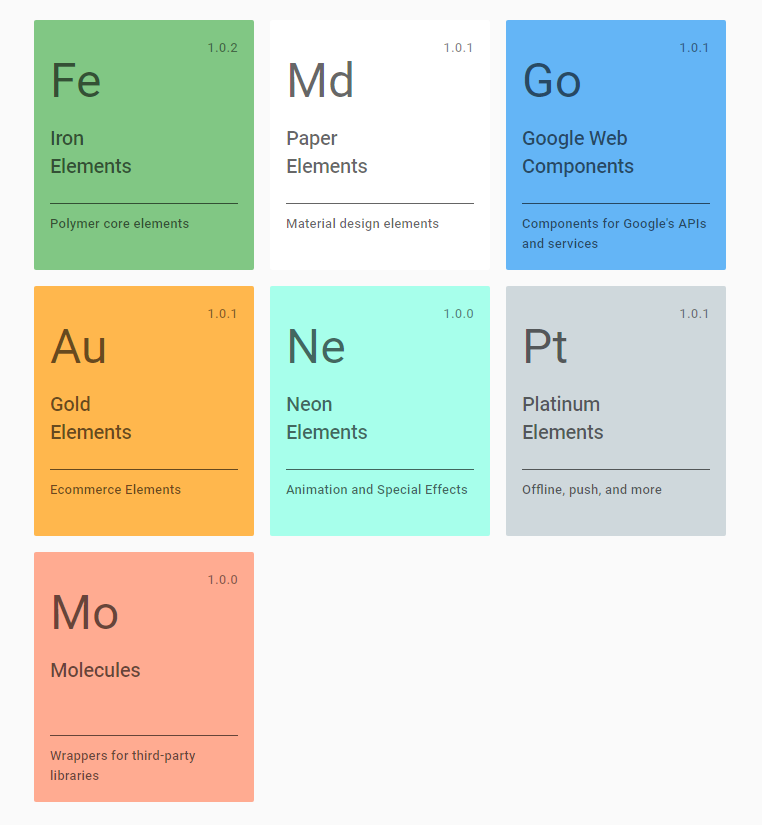 1.0.2
Fe
Iron
Elements
Polymer core elements
1.0.1
Md
Paper
Elements
Material design elements
1.0.1
Go
Google Web
Components
Components for Google's APIs
and services
1.0.1
Au
Gold
Elements
Ecommerce Elements
1.0.0
Ne
Neon
Elements
Animation and Special Effects
1.0.1
Pt
Platinum
Elements
Offline, push, and more
1.0.0
Mo
Molecules
Wrappers for third-party
libraries